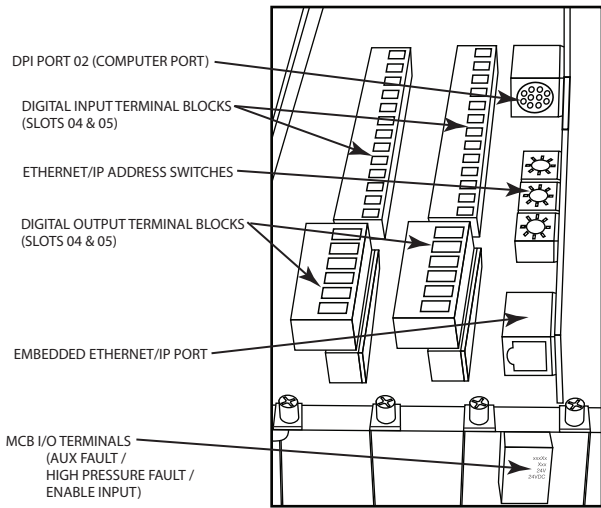 DPI PORT 02 (COMPUTER PORT)
DIGITAL INPUT TERMINAL BLOCKS
(SLOTS 04 & 05)
ETHERNET/IP ADDRESS SWITCHES
DIGITAL OUTPUT TERMINAL BLOCKS
(SLOTS 04 & 05)
EMBEDDED ETHERNET/IP PORT
MCB I/O TERMINALS
(AUX FAULT /
HIGH PRESSURE FAULT /
ENABLE INPUT)
xxxXx
Xxx
24V
24VDC